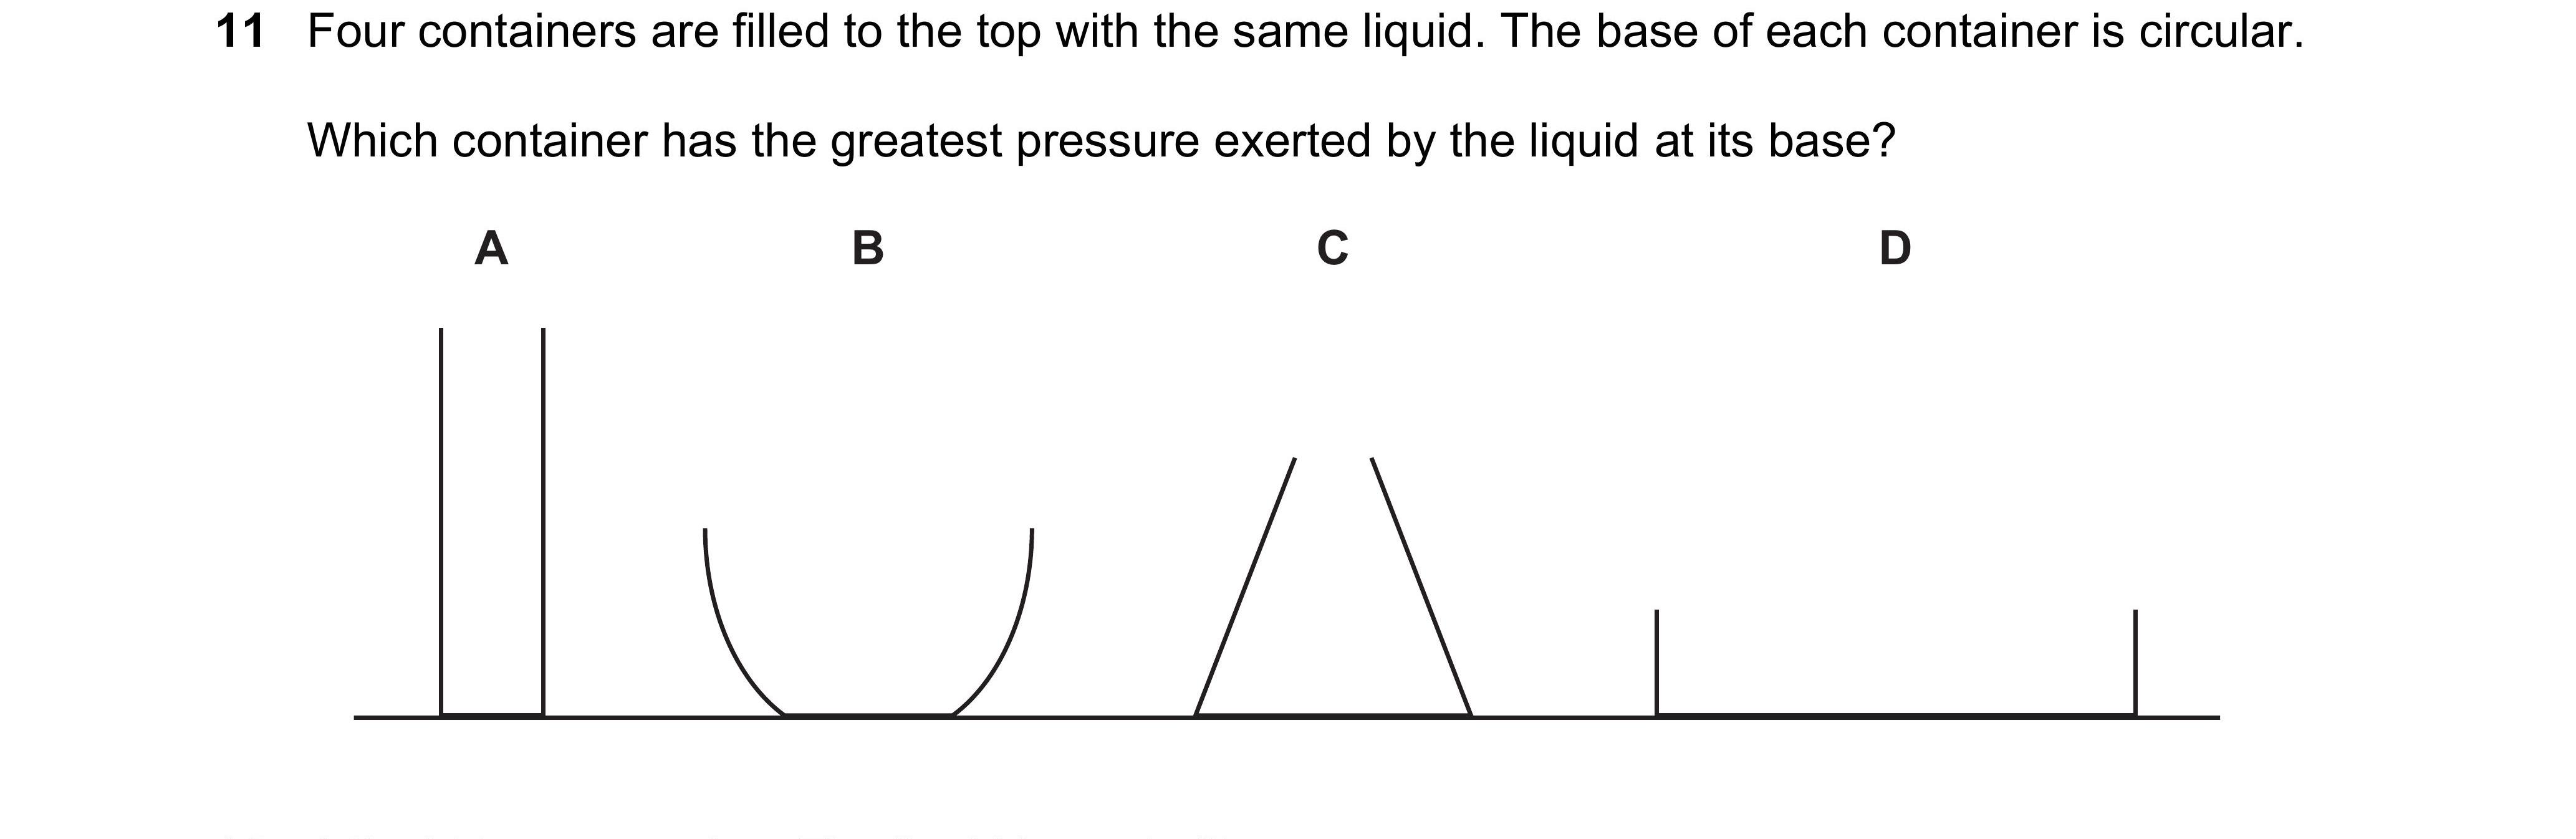 11 Four containers are filled to the top with the same liquid. The base of each container is circular.
Which container has the greatest pressure exerted by the liquid at its base?
A B C D